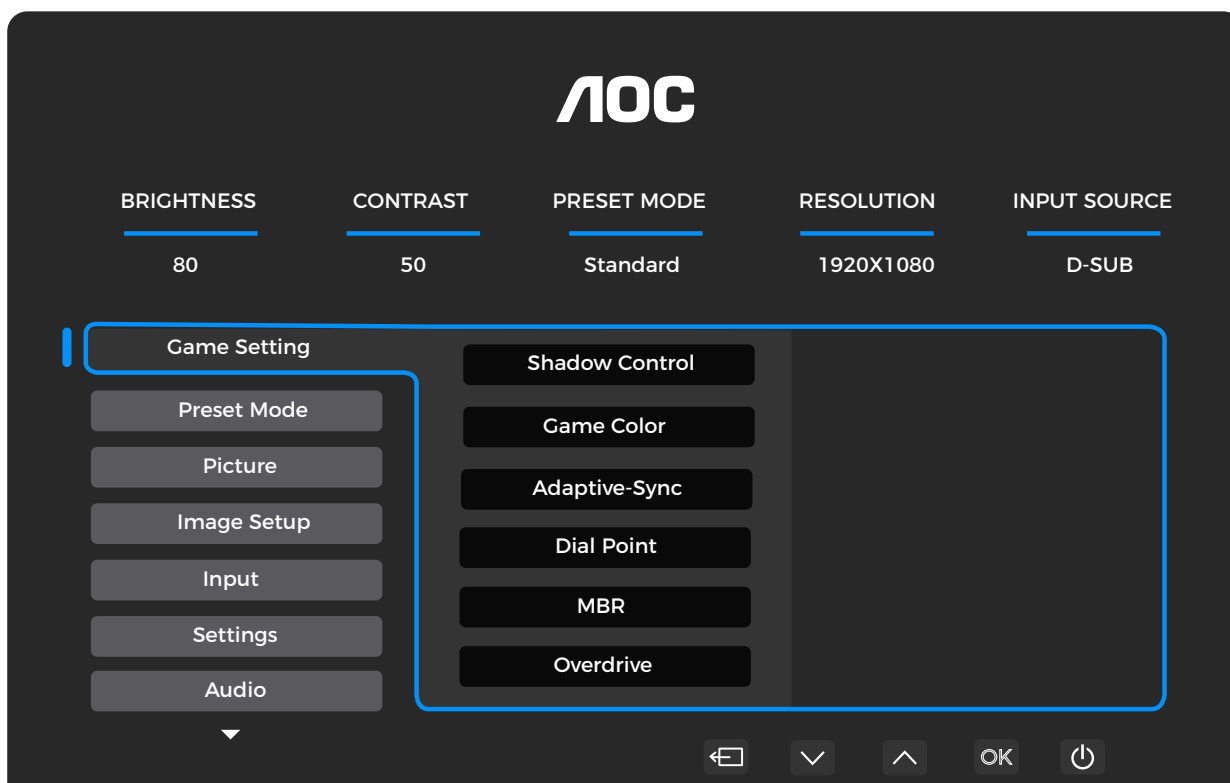 AOC
BRIGHTNESS CONTRAST PRESET MODE RESOLUTION INPUT SOURCE
80 50 Standard 1920X1080 D-SUB
Game Setting
Preset Mode
Picture
Image Setup
Input
Settings
Audio
Shadow Control
Game Color
Adaptive-Sync
Dial Point
MBR
Overdrive
OK